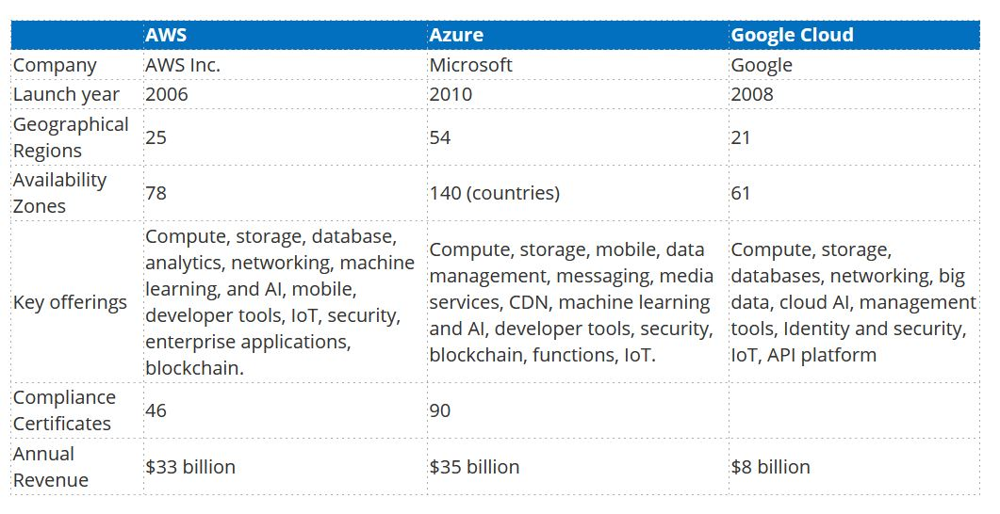 AWS Azure Google Cloud
Company AWS Inc. Microsoft Google
Launch year 2006 2010 2008
Geographical
Regions
25 54 21
Availability
Zones
78 140 (countries) 61
Key offerings
Compute, storage, database,
analytics, networking, machine
learning, and AI, mobile,
developer tools, IoT, security,
enterprise applications,
blockchain.
Compute, storage, mobile, data
management, messaging, media
services, CDN, machine learning
and AI, developer tools, security,
blockchain, functions, IoT.
Compute, storage,
databases, networking, big
data, cloud AI, management
tools, Identity and security,
IoT, API platform
Compliance
Certificates
46 90
Annual
Revenue
$33 billion $35 billion $8 billion